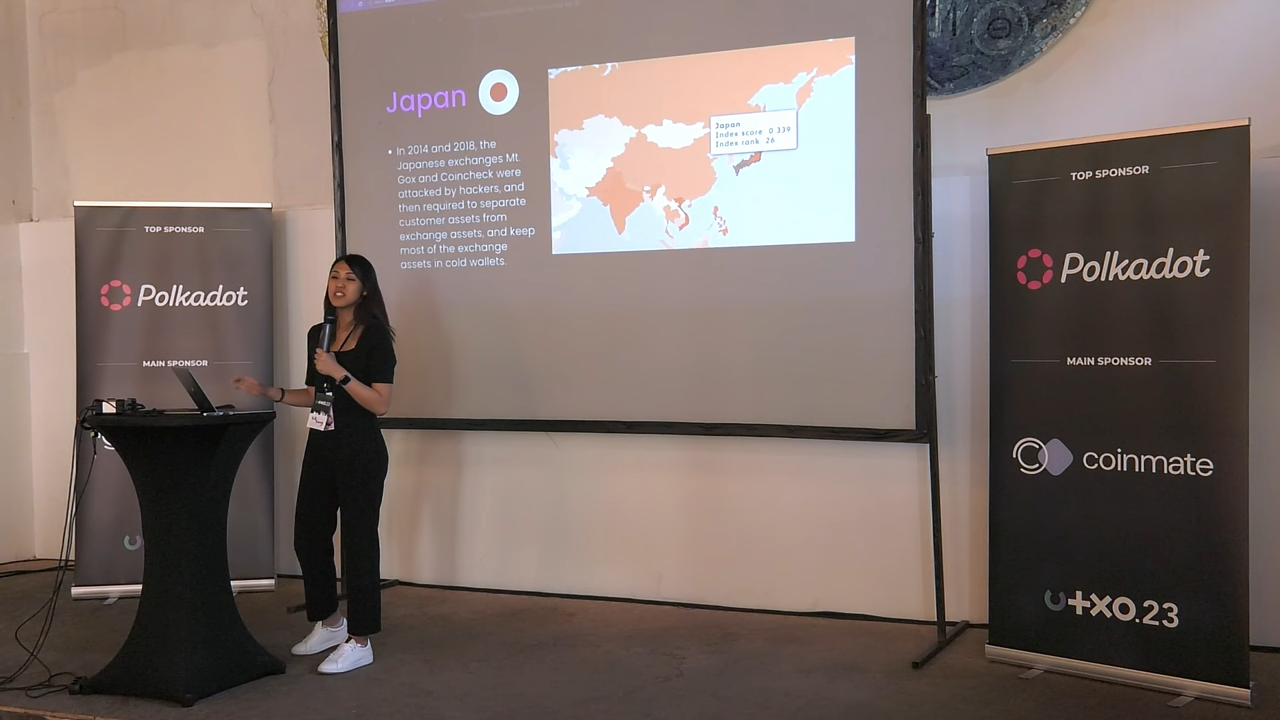 Japan
• In 2014 and 2018, the
Japanese exchanges Mt.
Gox and Coincheck were
attacked by hackers, and
then required to separate
customer assets from
exchange assets, and keep
most of the exchange
assets in cold wallets.
Japan
Index score 0 339
Index rank 26
TOP SPONSOR
Polkadot
MAIN SPONSOR
TOP SPONSOR
Polkadot
MAIN SPONSOR
coinmate
utxo.23